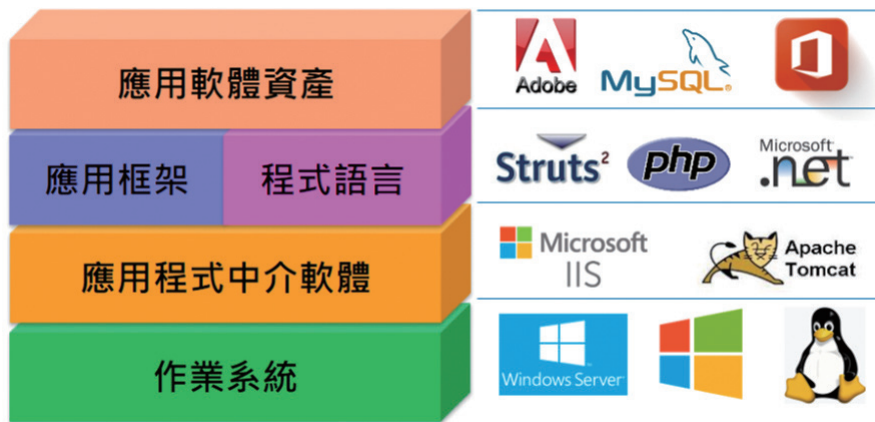 應用軟體資產
Adobe
MySQL
應用框架
程式語言
Struts2
php
Microsoft
.net
應用程式中介軟體
Microsoft
IIS
Apache
Tomcat
作業系統
Windows Server